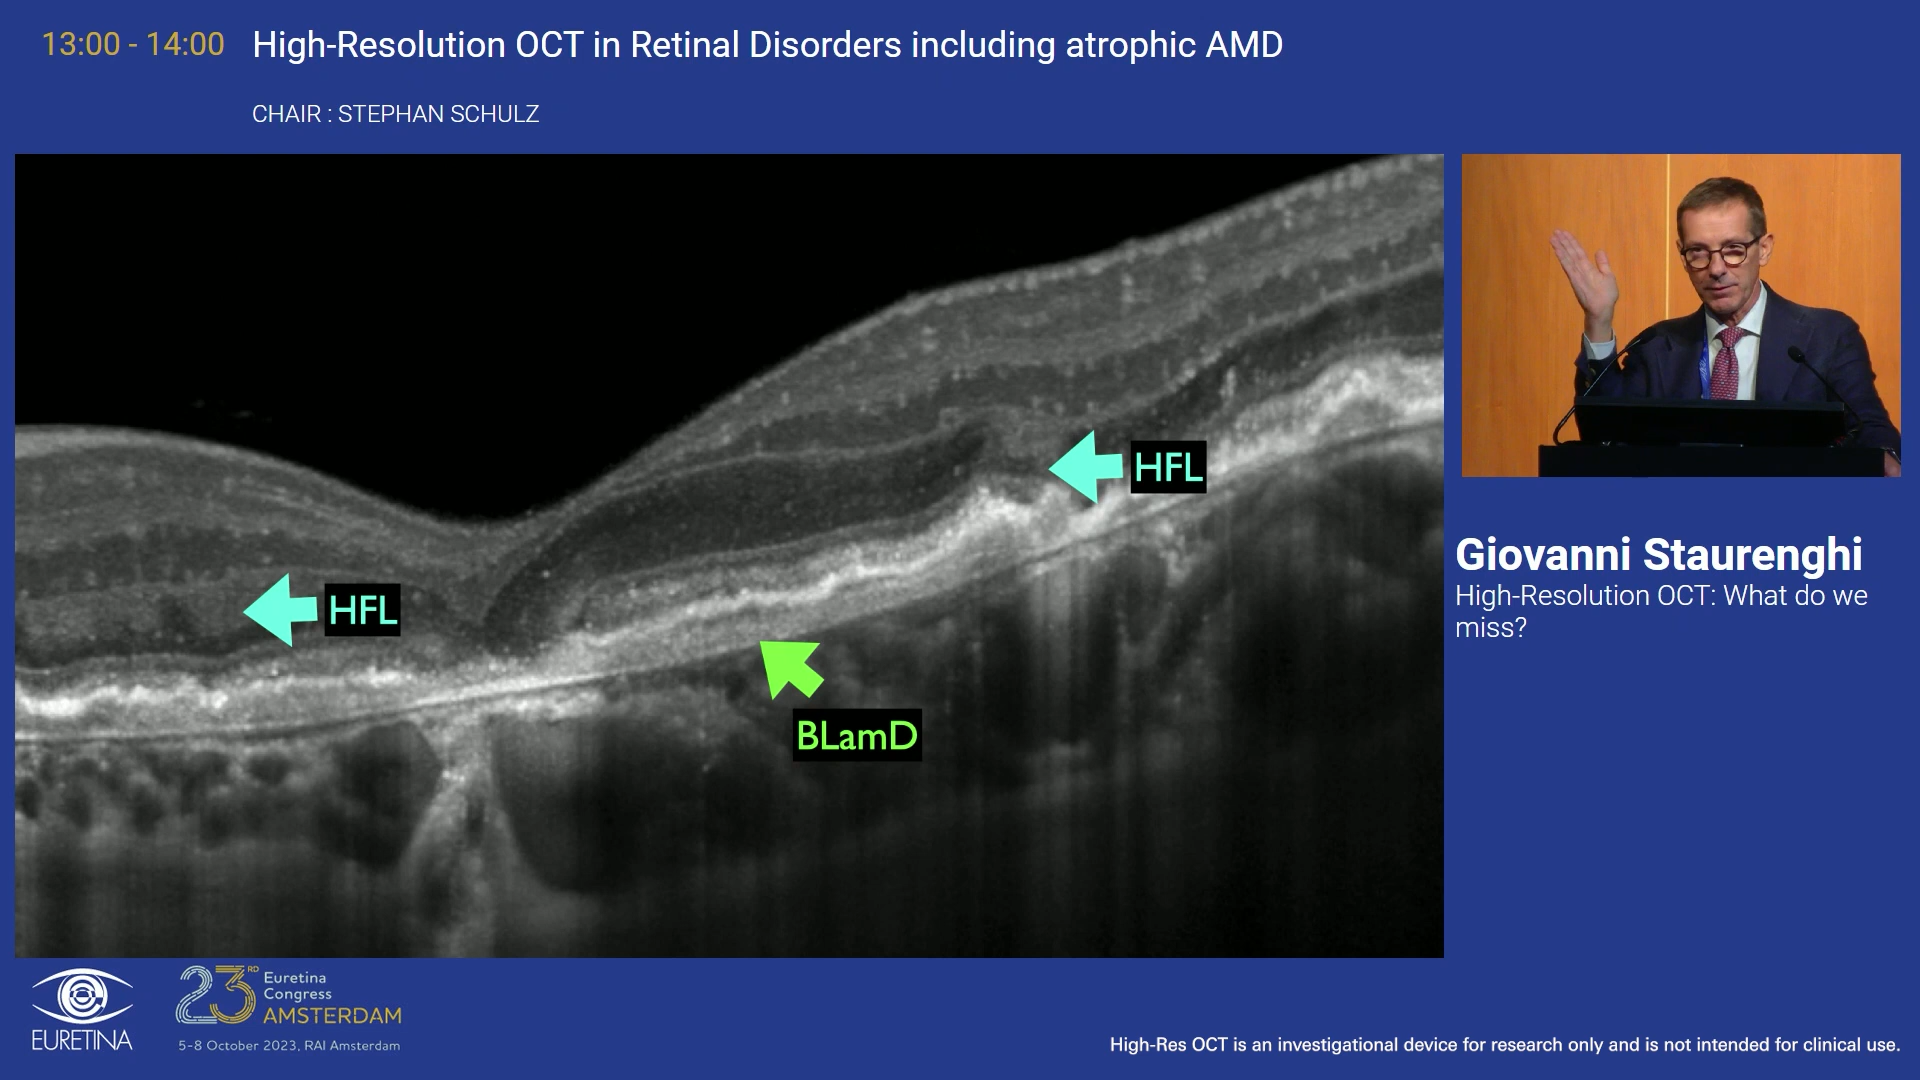 13:00 - 14:00 High-Resolution OCT in Retinal Disorders including atrophic AMD
CHAIR : STEPHAN SCHULZ
HFL
HFL
BLamD
Giovanni Staurenghi
High-Resolution OCT: What do we
miss?
EURETINA
23RD
Euretina
Congress
AMSTERDAM
5-8 October 2023, RAI Amsterdam
High-Res OCT is an investigational device for research only and is not intended for clinical use.